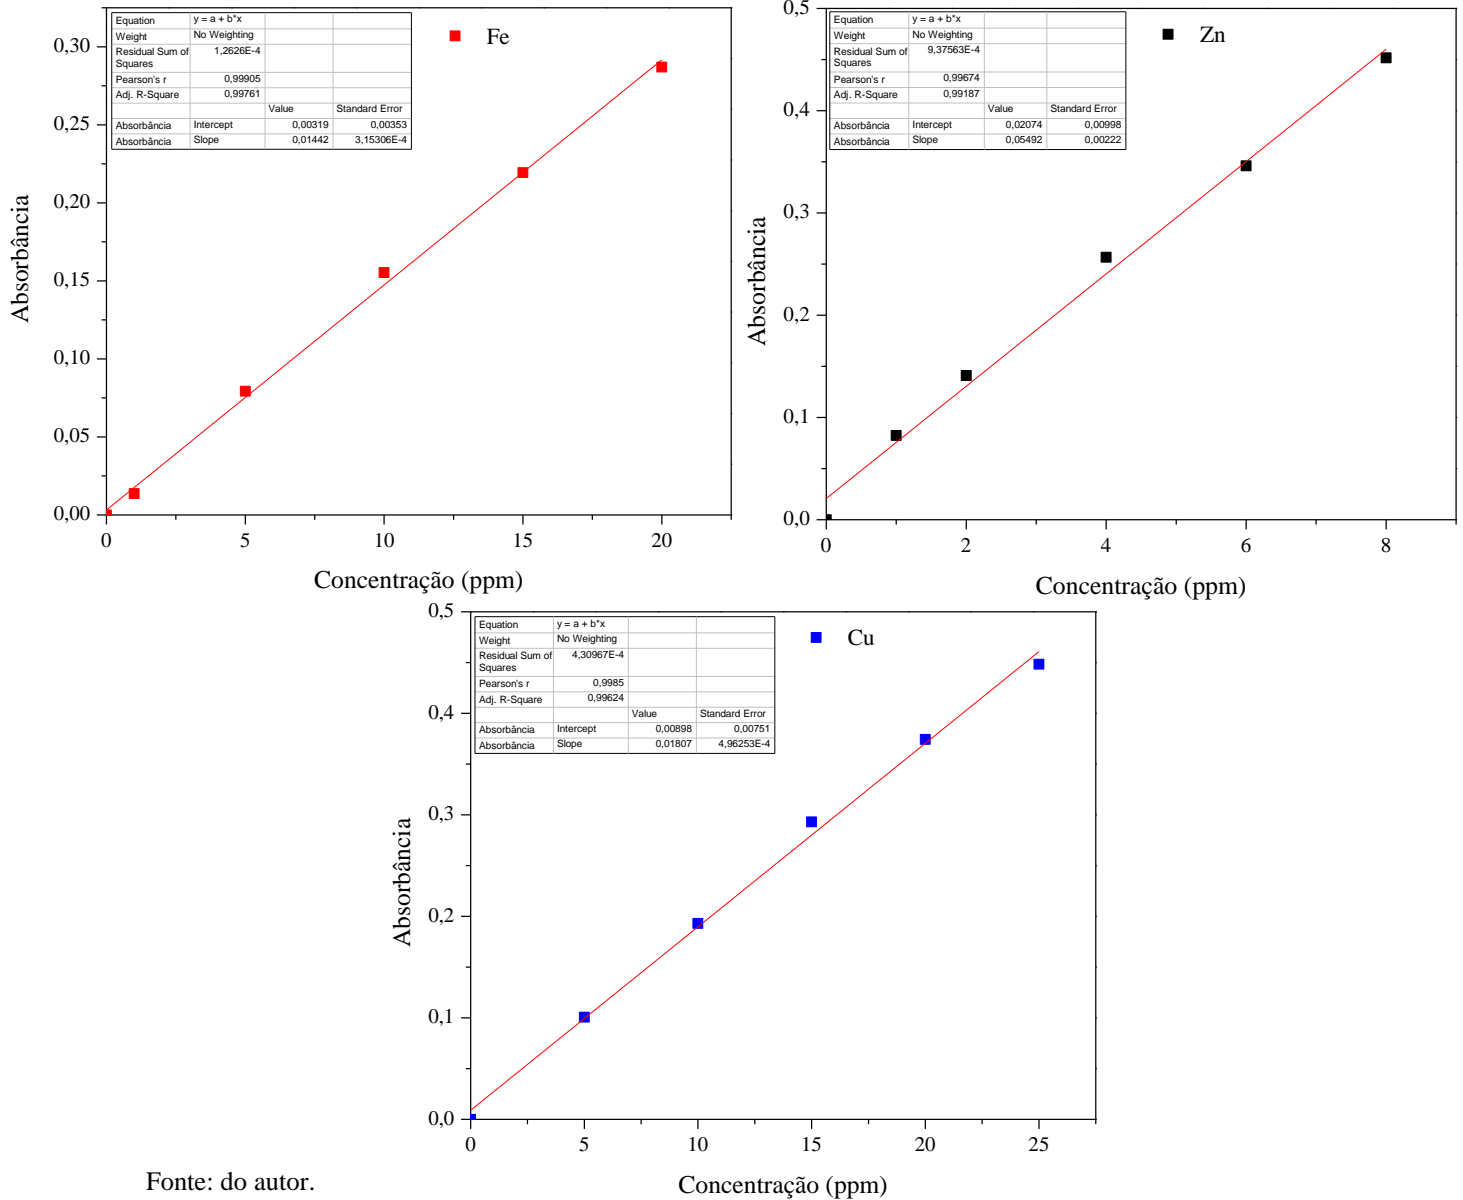 Equation y = a + b*x
Weight No Weighting
Residual Sum of Squares 1,2626E-4
Pearson's r 0,99905
Adj. R-Square 0,99761
Value Standard Error
Absorbância Intercept 0,00319 0,00353
Absorbância Slope 0,01442 3,15306E-4
Fe
0,30
0,25
0,20
0,15
0,10
0,05
0,00
Absorbância
0 5 10 15 20
Concentração (ppm)
Equation y = a + b*x
Weight No Weighting
Residual Sum of Squares 9,37563E-4
Pearson's r 0,99674
Adj. R-Square 0,99187
Value Standard Error
Absorbância Intercept 0,02074 0,00998
Absorbância Slope 0,05492 0,00222
Zn
0,5
0,4
0,3
0,2
0,1
0,0
Absorbância
0 2 4 6 8
Concentração (ppm)
Equation y = a + b*x
Weight No Weighting
Residual Sum of Squares 4,30967E-4
Pearson's r 0,9985
Adj. R-Square 0,99624
Value Standard Error
Absorbância Intercept 0,00898 0,00751
Absorbância Slope 0,01807 4,96253E-4
Cu
0,5
0,4
0,3
0,2
0,1
0,0
Absorbância
0 5 10 15 20 25
Concentração (ppm)
Fonte: do autor.